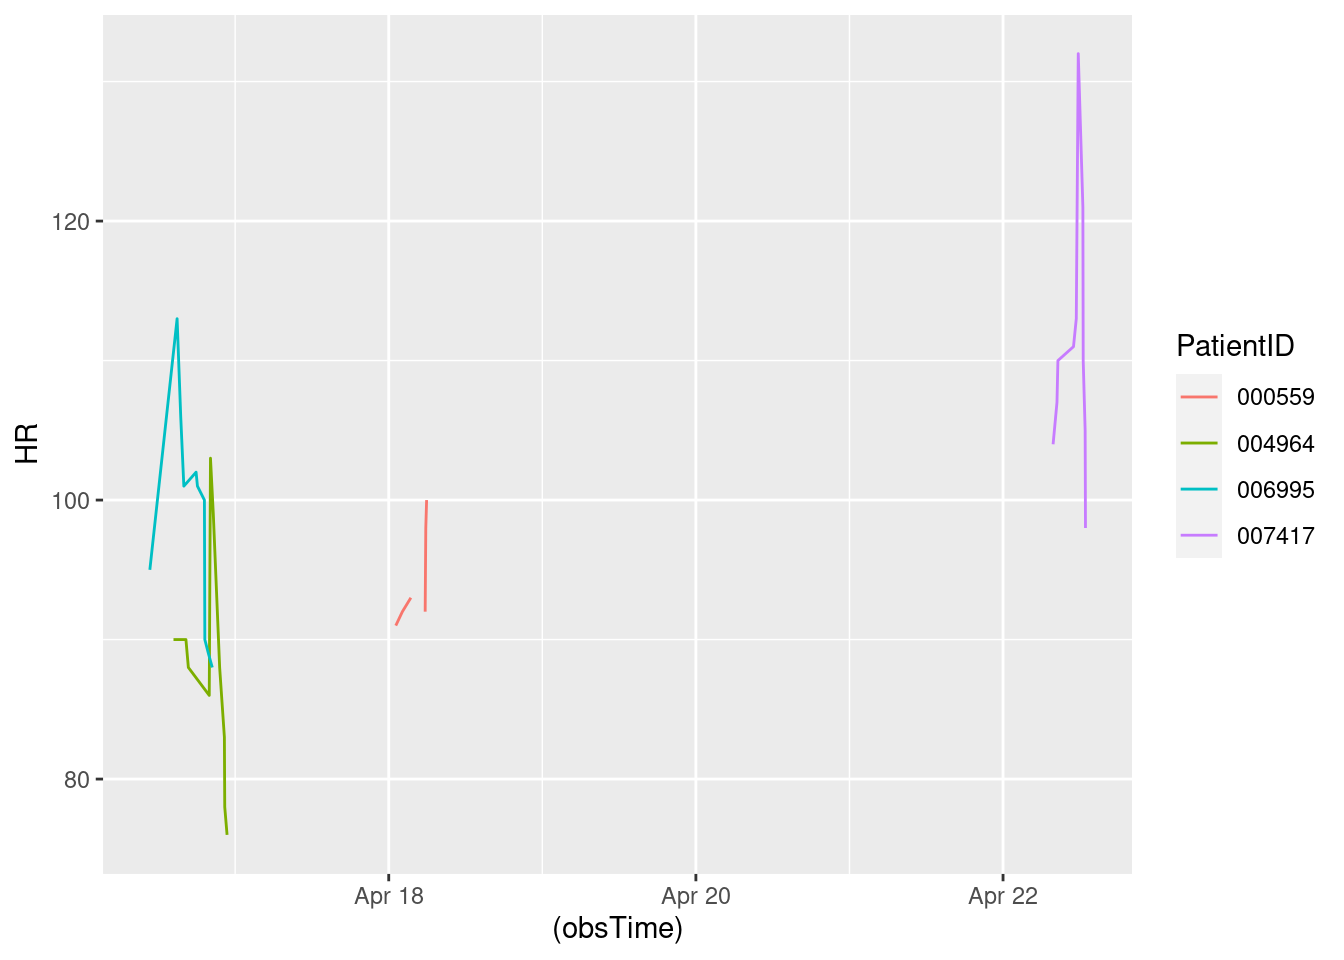 120
100
80
HR
Apr 18
Apr 20
Apr 22
(obsTime)
PatientID
000559
004964
006995
007417